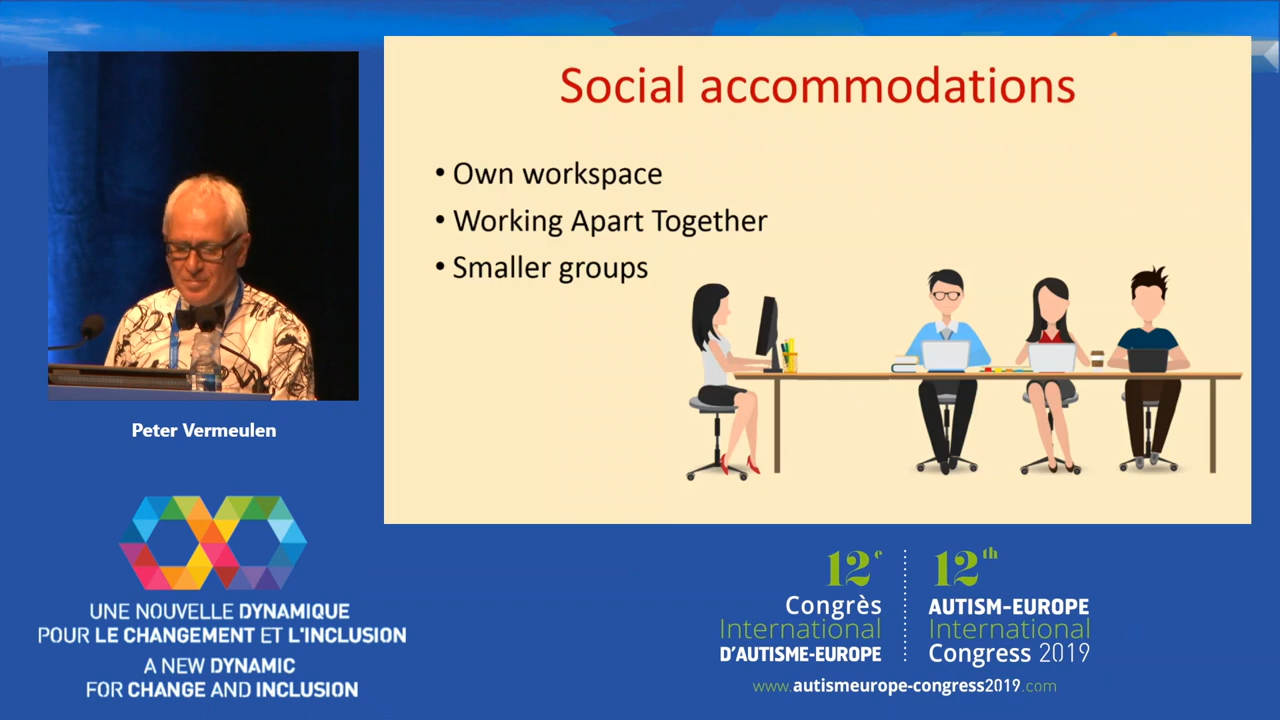 Social accommodations
• Own workspace
• Working Apart Together
• Smaller groups
Peter Vermeulen
UNE NOUVELLE DYNAMIQUE
POUR LE CHANGEMENT ET L'INCLUSION
A NEW DYNAMIC
FOR CHANGE AND INCLUSION
12e
Congrès
International
D'AUTISME-EUROPE
12th
AUTISM-EUROPE
International
Congress 2019
www.autismeurope-congress2019.com